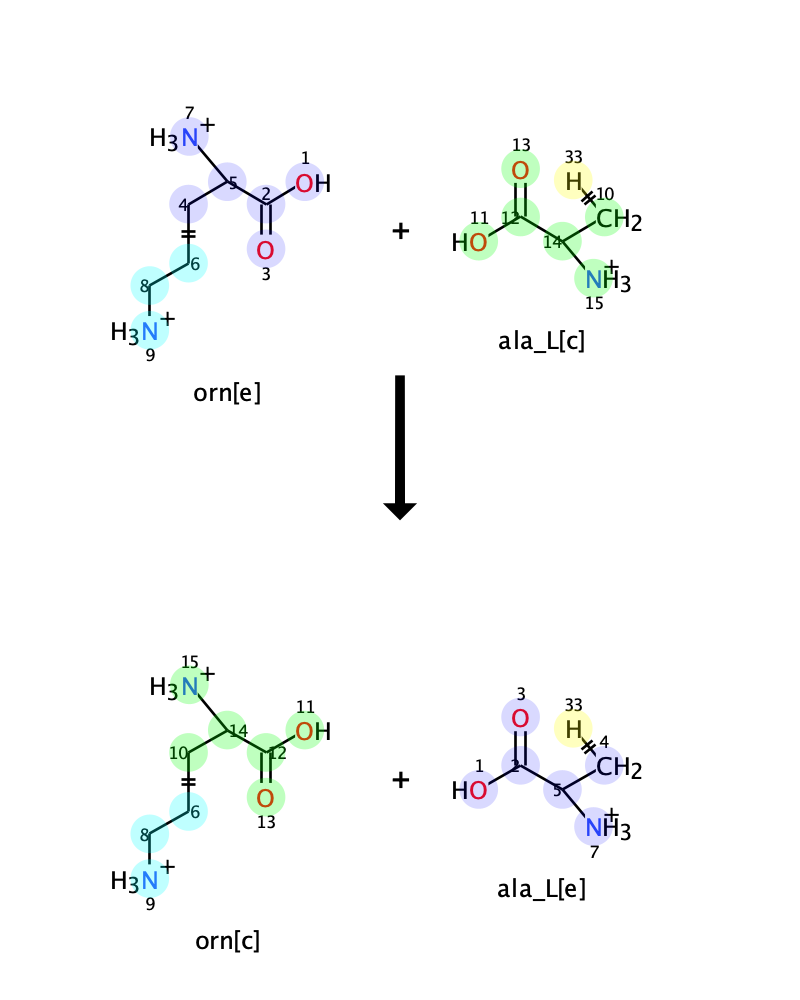 7
H3N+
1
OH
5
2
4
O
3
6
8
H3N+
9
orn[e]
+
13
O
33
H
10
CH2
11
12
HO
14
NH3+
15
ala_L[c]
15
H3N+
11
OH
14
12
10
O
13
6
8
H3N+
9
orn[c]
+
3
O
33
H
4
CH2
1
2
HO
5
NH3+
7
ala_L[e]